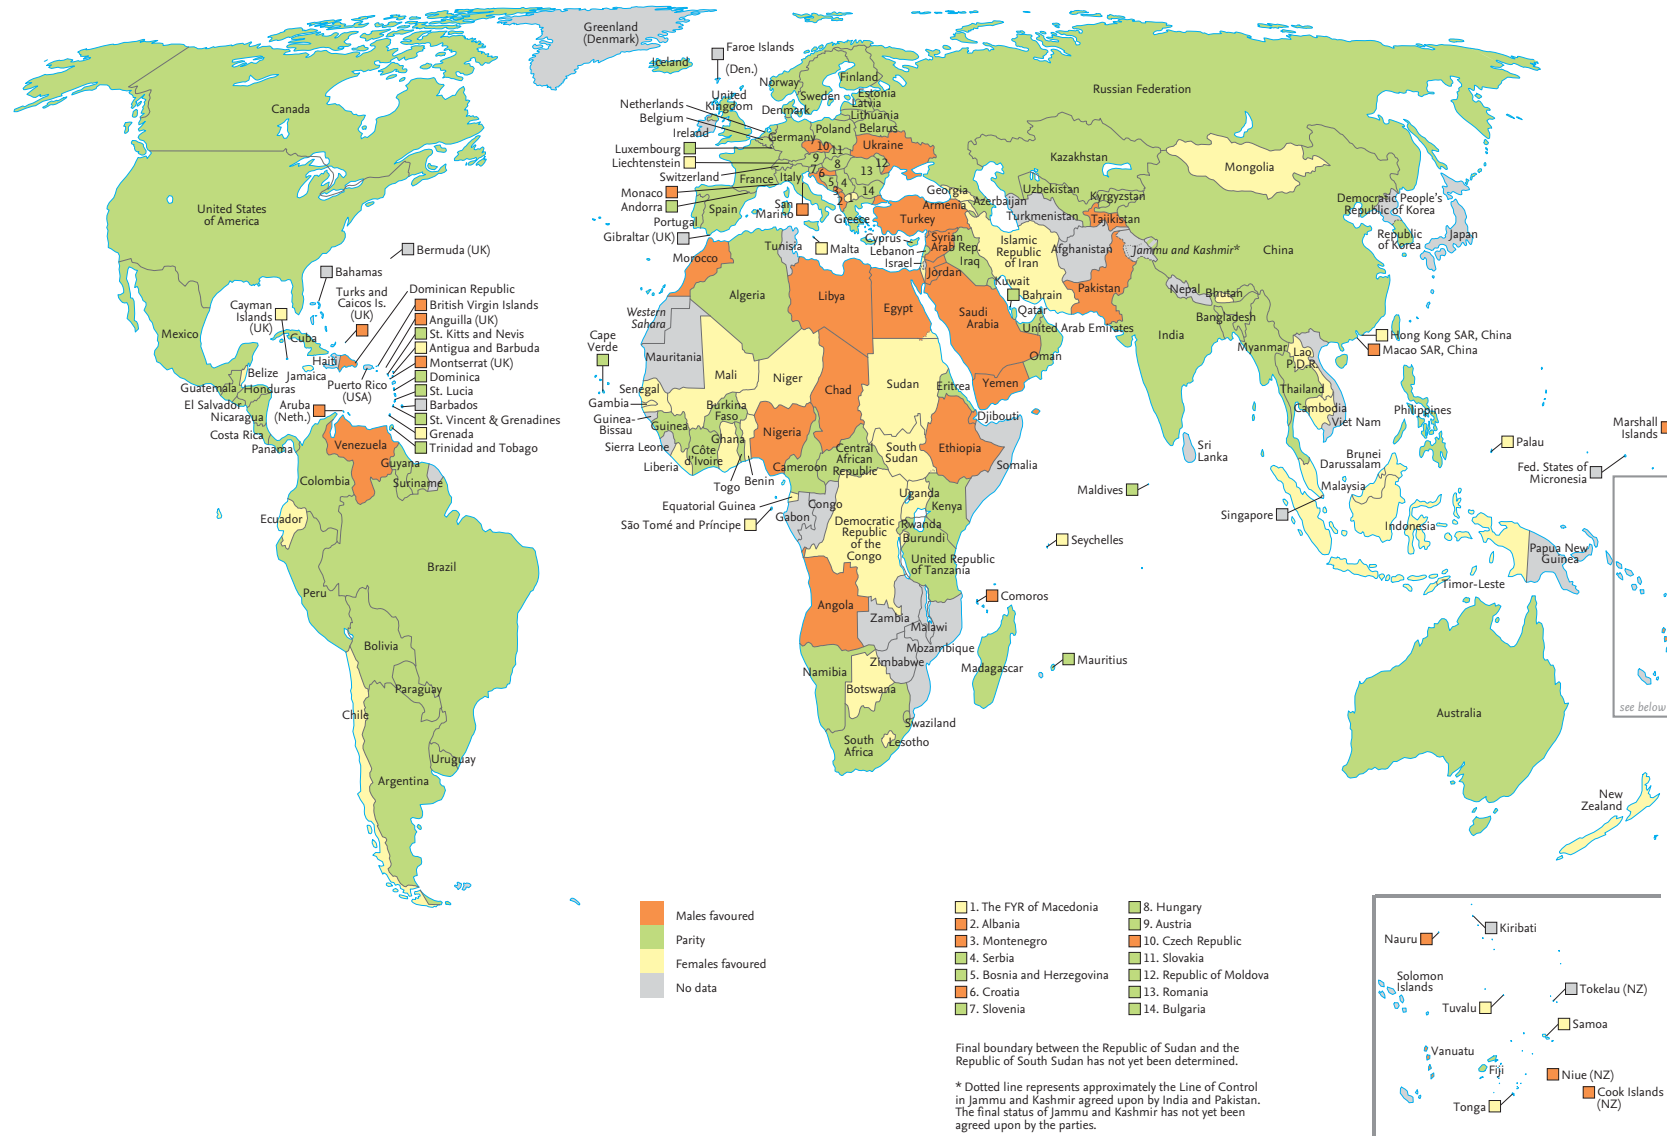 Greenland
(Denmark)
Faroe Islands
(Den.)
Iceland
Canada
United States
of America
Mexico
Bermuda (UK)
Bahamas
Turks and
Caicos Is.
(UK)
Cayman
Islands
(UK)
Cuba
Haiti
Jamaica
Belize
Guatemala
Honduras
El Salvador
Nicaragua
Costa Rica
Panama
Puerto Rico
(USA)
Aruba
(Neth.)
Dominican Republic
British Virgin Islands
Anguilla (UK)
St. Kitts and Nevis
Antigua and Barbuda
Montserrat (UK)
Dominica
St. Lucia
Barbados
St. Vincent & Grenadines
Grenada
Trinidad and Tobago
Venezuela
Guyana
Suriname
Colombia
Ecuador
Peru
Brazil
Bolivia
Paraguay
Chile
Argentina
Uruguay
Norway
Sweden
Finland
Estonia
Latvia
Lithuania
Belarus
United
Kingdom
Denmark
Netherlands
Belgium
Ireland
Germany
Poland
Ukraine
Luxembourg
Liechtenstein
Switzerland
France
Italy
Monaco
Andorra
San
Marino
Spain
Portugal
Gibraltar (UK)
Greece
Malta
10
11
9
8
12
7
6
13
5
4
3
14
2
1
Russian Federation
Kazakhstan
Mongolia
Georgia
Azerbaijan
Armenia
Turkey
Uzbekistan
Kyrgyzstan
Turkmenistan
Tajikistan
Cyprus
Lebanon
Israel
Syrian
Arab Rep.
Iraq
Jordan
Islamic
Republic
of Iran
Afghanistan
Jammu and Kashmir*
China
Democratic People's
Republic of Korea
Republic
of Korea
Japan
Kuwait
Bahrain
Qatar
United Arab Emirates
Saudi
Arabia
Oman
Yemen
Pakistan
Nepal
Bhutan
Bangladesh
India
Myanmar
Lao
P.D.R.
Thailand
Cambodia
Viet Nam
Hong Kong SAR, China
Macao SAR, China
Philippines
Sri
Lanka
Maldives
Brunei
Darussalam
Malaysia
Singapore
Indonesia
Palau
Marshall
Islands
Fed. States of
Micronesia
Papua New
Guinea
Timor-Leste
Australia
New
Zealand
see below
Tunisia
Morocco
Algeria
Libya
Egypt
Western
Sahara
Cape
Verde
Mauritania
Mali
Niger
Chad
Sudan
Eritrea
Djibouti
Senegal
Gambia
Guinea-
Bissau
Guinea
Sierra Leone
Liberia
Burkina
Faso
Côte
d'Ivoire
Ghana
Togo
Benin
Nigeria
Cameroon
Central
African
Republic
South
Sudan
Ethiopia
Somalia
Equatorial Guinea
São Tomé and Príncipe
Gabon
Congo
Democratic
Republic
of the
Congo
Uganda
Kenya
Rwanda
Burundi
United Republic
of Tanzania
Seychelles
Comoros
Angola
Zambia
Malawi
Mozambique
Zimbabwe
Madagascar
Mauritius
Namibia
Botswana
Swaziland
South
Africa
Lesotho
Males favoured
Parity
Females favoured
No data
1. The FYR of Macedonia
2. Albania
3. Montenegro
4. Serbia
5. Bosnia and Herzegovina
6. Croatia
7. Slovenia
8. Hungary
9. Austria
10. Czech Republic
11. Slovakia
12. Republic of Moldova
13. Romania
14. Bulgaria
Final boundary between the Republic of Sudan and the
Republic of South Sudan has not yet been determined.
* Dotted line represents approximately the Line of Control
in Jammu and Kashmir agreed upon by India and Pakistan.
The final status of Jammu and Kashmir has not yet been
agreed upon by the parties.
Kiribati
Nauru
Solomon
Islands
Tokelau (NZ)
Tuvalu
Samoa
Vanuatu
Fiji
Niue (NZ)
Cook Islands
(NZ)
Tonga